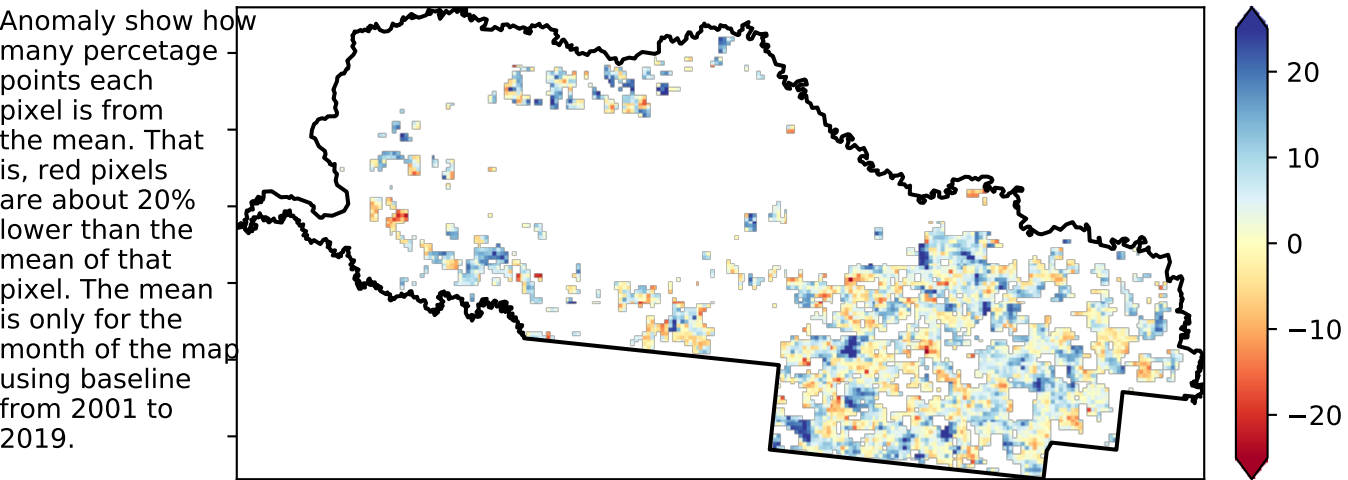 Anomaly show how
many percetage
points each
pixel is from
the mean. That
is, red pixels
are about 20%
lower than the
mean of that
pixel. The mean
is only for the
month of the map
using baseline
from 2001 to
2019.
20
10
0
−10
−20